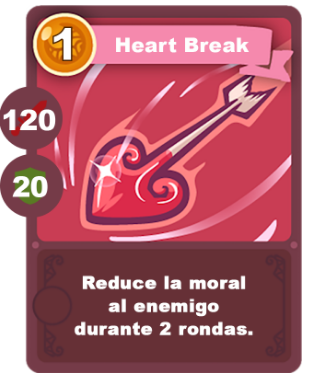 1
Heart Break
120
20
Reduce la moral
al enemigo
durante 2 rondas.